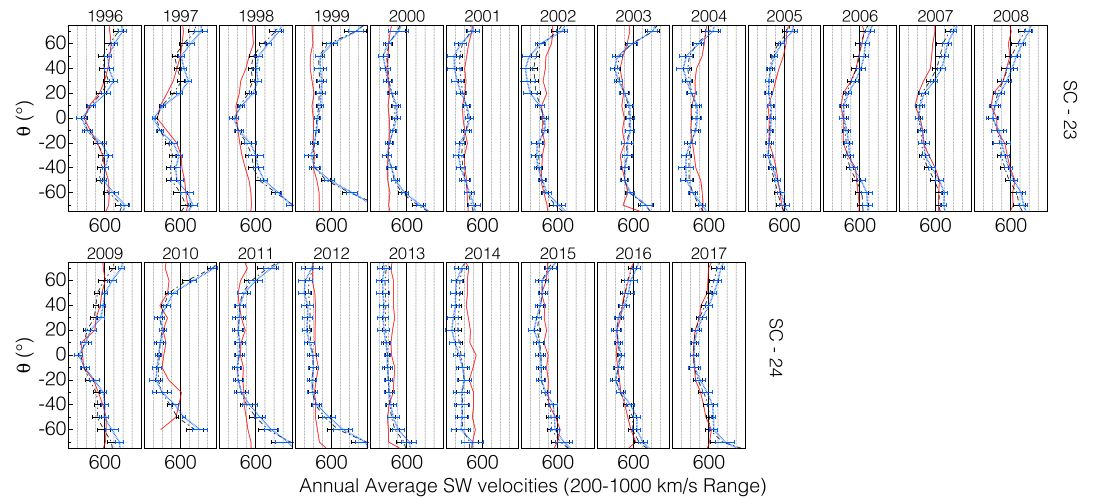 1996 1997 1998 1999 2000 2001 2002 2003 2004 2005 2006 2007 2008
60
40
20
0
-20
-40
-60
θ (°)
SC - 23
600 600 600 600 600 600 600 600 600 600 600 600 600
2009 2010 2011 2012 2013 2014 2015 2016 2017
60
40
20
0
-20
-40
-60
θ (°)
SC - 24
600 600 600 600 600 600 600 600 600
Annual Average SW velocities (200-1000 km/s Range)